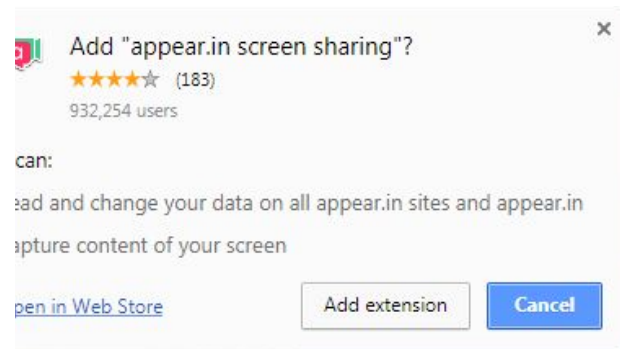 Add "appear.in screen sharing"?
(183)
932,254 users
can:
ead and change your data on all appear.in sites and appear.in
apture content of your screen
pen in Web Store
Add extension
Cancel